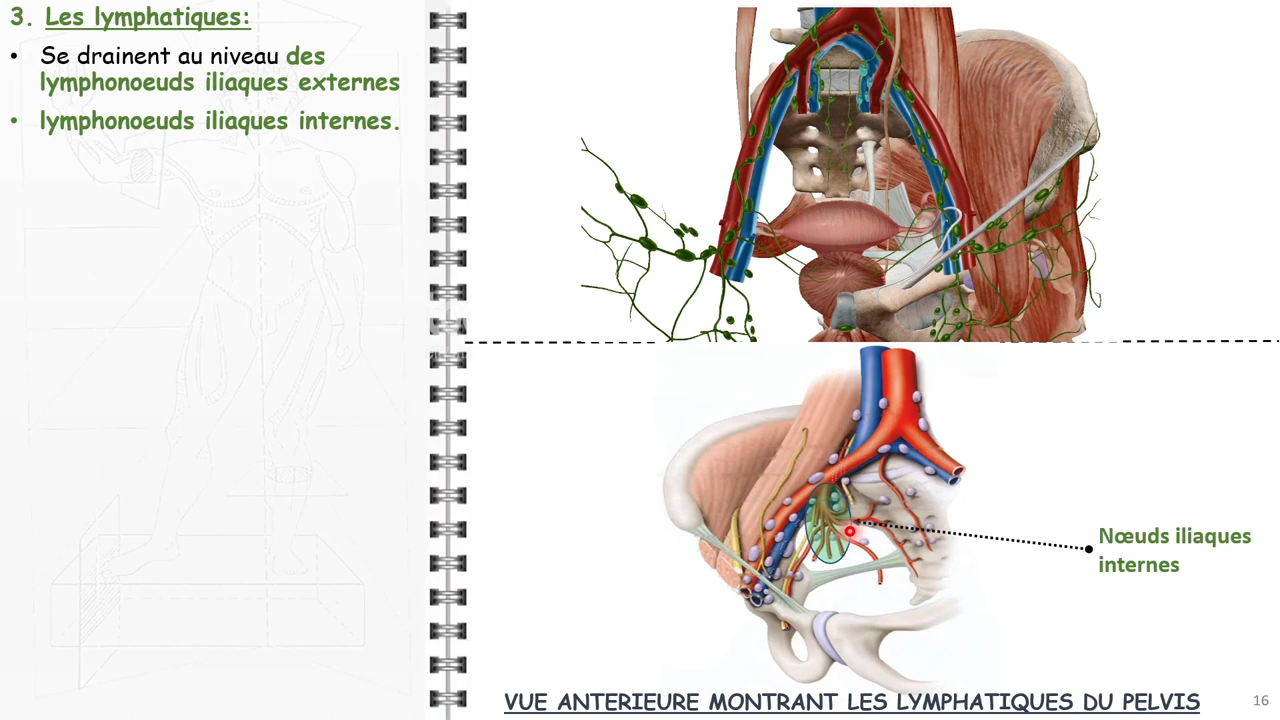 3. Les lymphatiques:
• Se drainent au niveau des
lymphonoeuds iliaques externes
• lymphonoeuds iliaques internes.
Nœuds iliaques
internes
VUE ANTERIEURE MONTRANT LES LYMPHATIQUES DU PELVIS
16